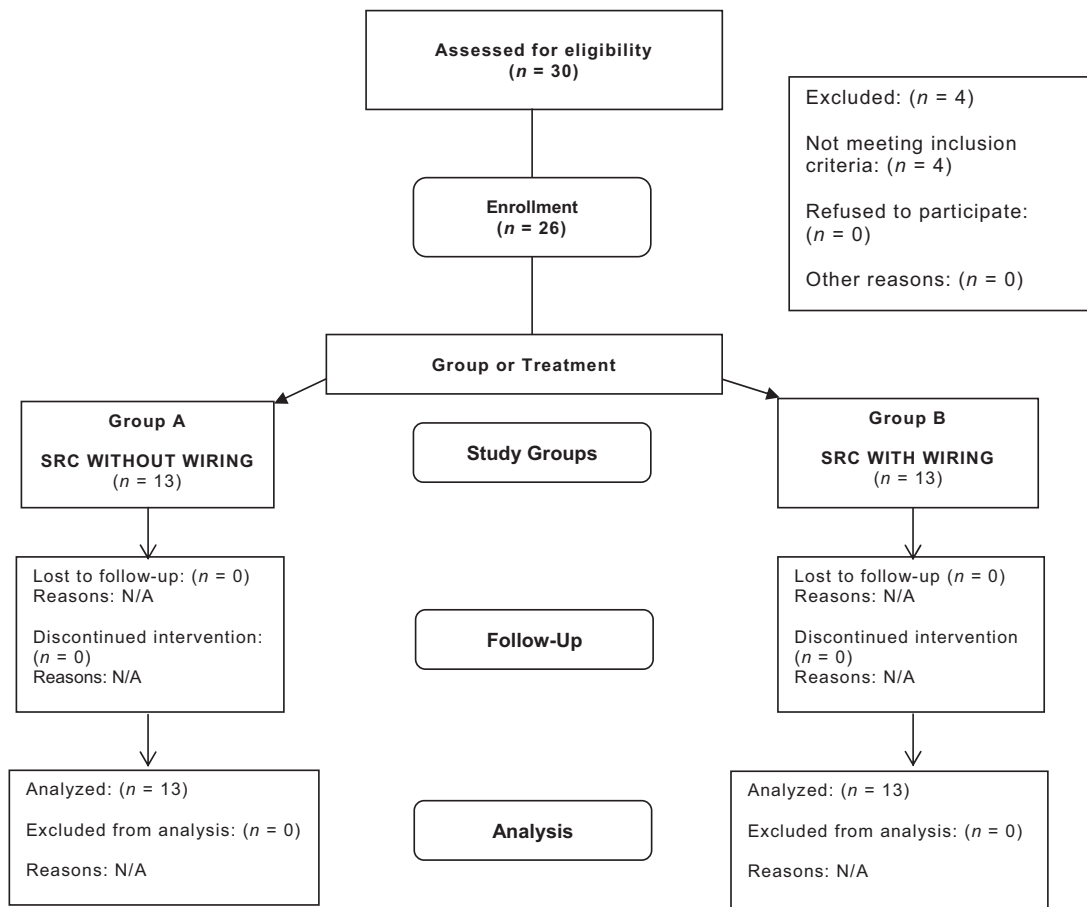 Assessed for eligibility
(n = 30)
Excluded: (n = 4)
Not meeting inclusion
criteria: (n = 4)
Refused to participate:
(n = 0)
Other reasons: (n = 0)
Enrollment
(n = 26)
Group or Treatment
Group A
SRC WITHOUT WIRING
(n = 13)
Study Groups
Group B
SRC WITH WIRING
(n = 13)
Lost to follow-up: (n = 0)
Reasons: N/A
Discontinued intervention:
(n = 0)
Reasons: N/A
Follow-Up
Lost to follow-up (n = 0)
Reasons: N/A
Discontinued intervention
(n = 0)
Reasons: N/A
Analyzed: (n = 13)
Excluded from analysis: (n = 0)
Reasons: N/A
Analysis
Analyzed: (n = 13)
Excluded from analysis: (n = 0)
Reasons: N/A